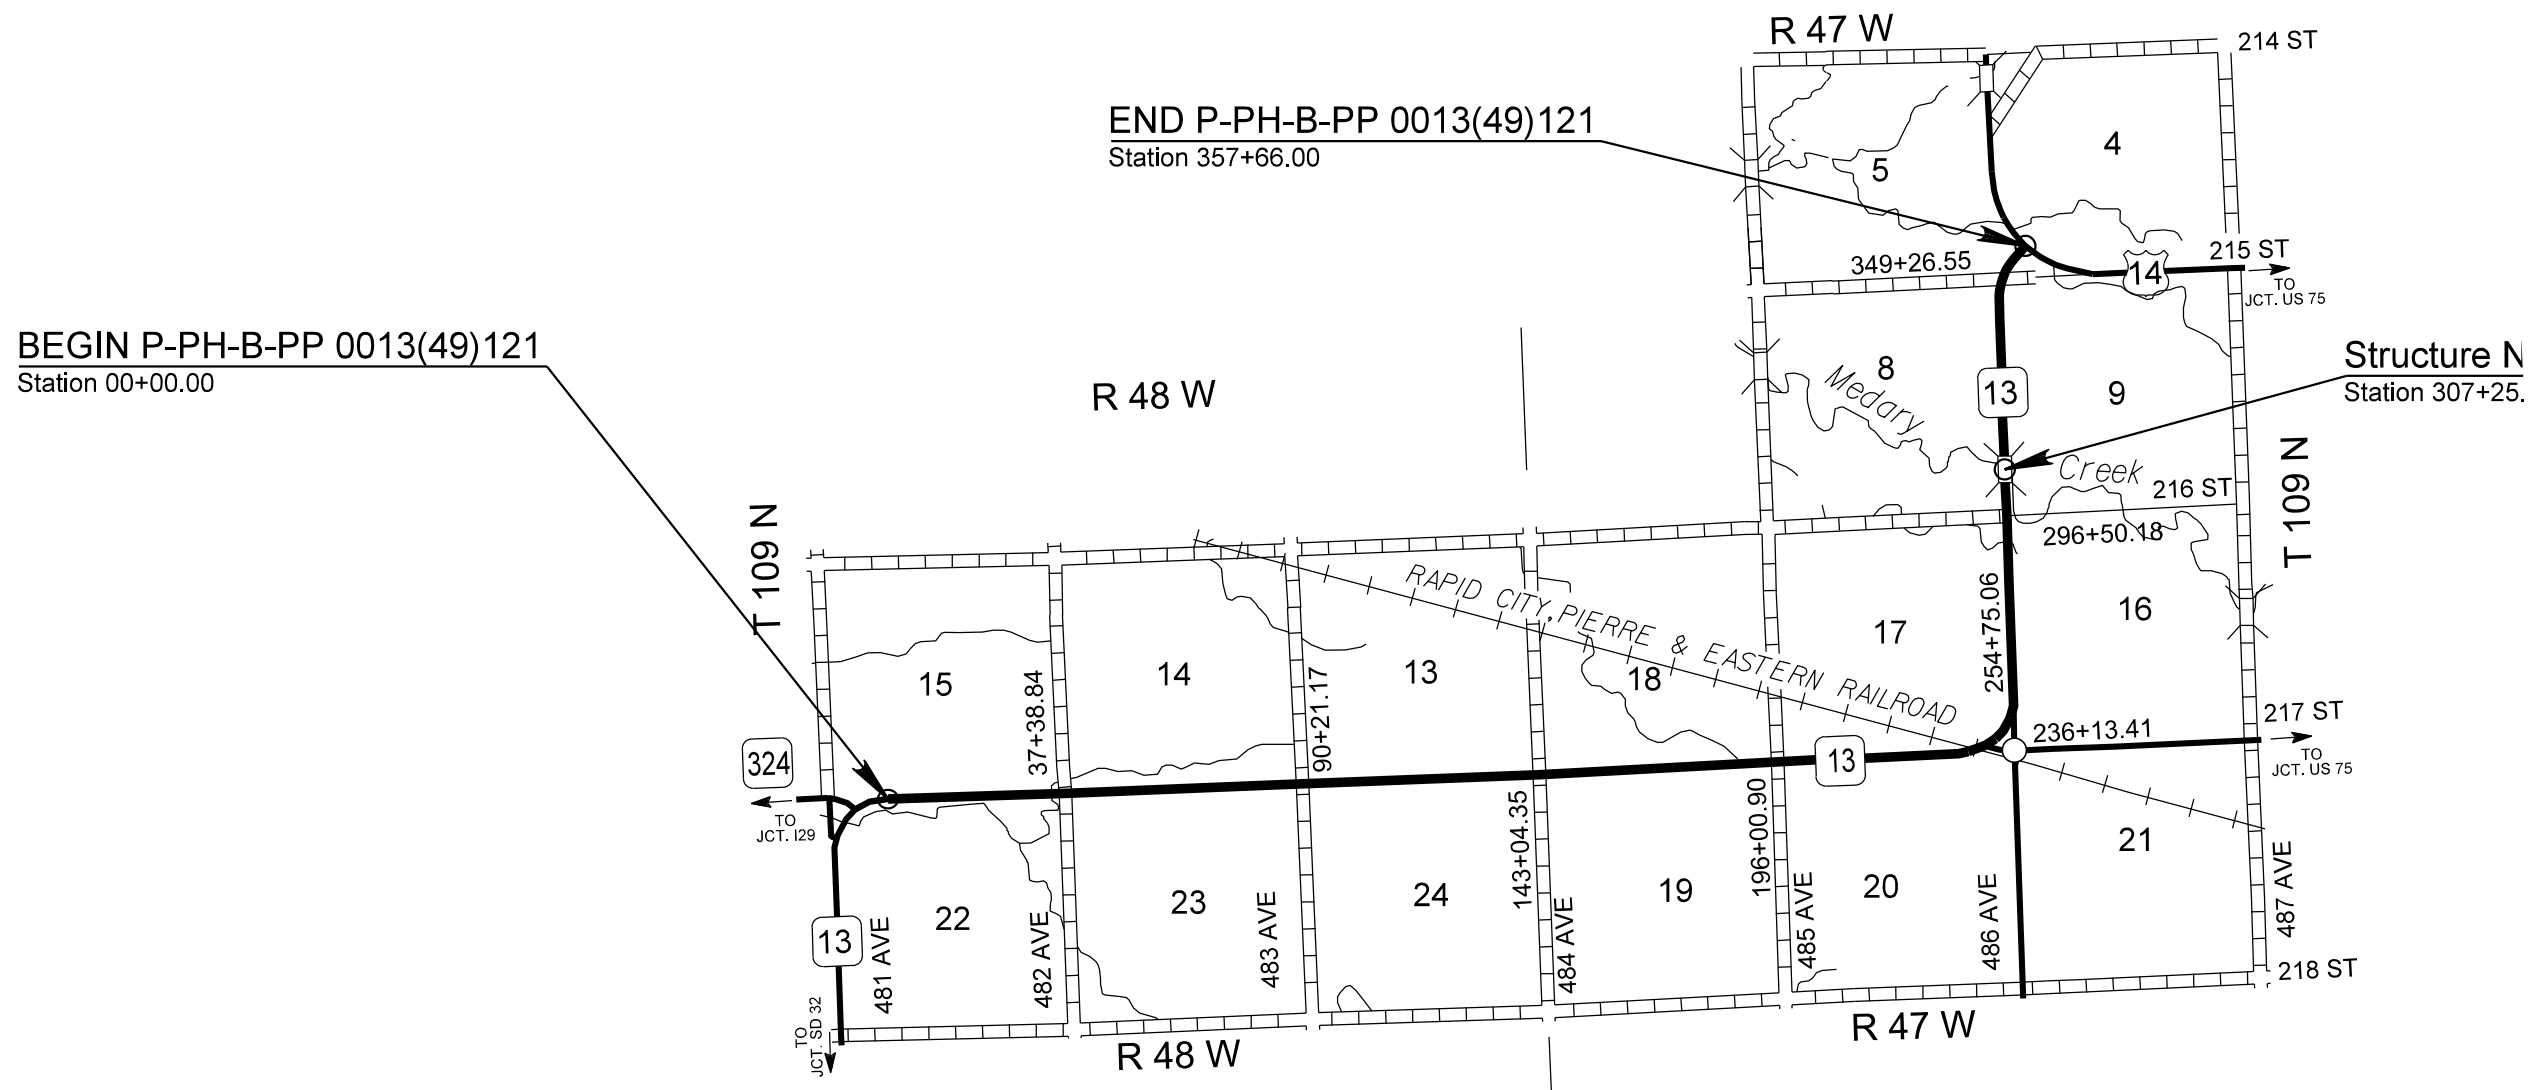 R 47 W
214 ST
END P-PH-B-PP 0013(49)121
Station 357+66.00
4
5
215 ST
349+26.55
14
TO
JCT. US 75
BEGIN P-PH-B-PP 0013(49)121
Station 00+00.00
Structure N
Station 307+25.
R 48 W
8
13
9
Medary
Creek
T 109 N
216 ST
296+50.18
T 109 N
RAPID CITY, PIERRE & EASTERN RAILROAD
254+75.06
16
17
15
14
13
18
37+38.84
90+21.17
217 ST
236+13.41
TO
JCT. US 75
324
13
TO
JCT. I29
143+04.35
196+00.90
21
20
19
24
23
22
13
481 AVE
482 AVE
483 AVE
484 AVE
485 AVE
486 AVE
487 AVE
218 ST
TO
JCT. SD 32
R 47 W
R 48 W